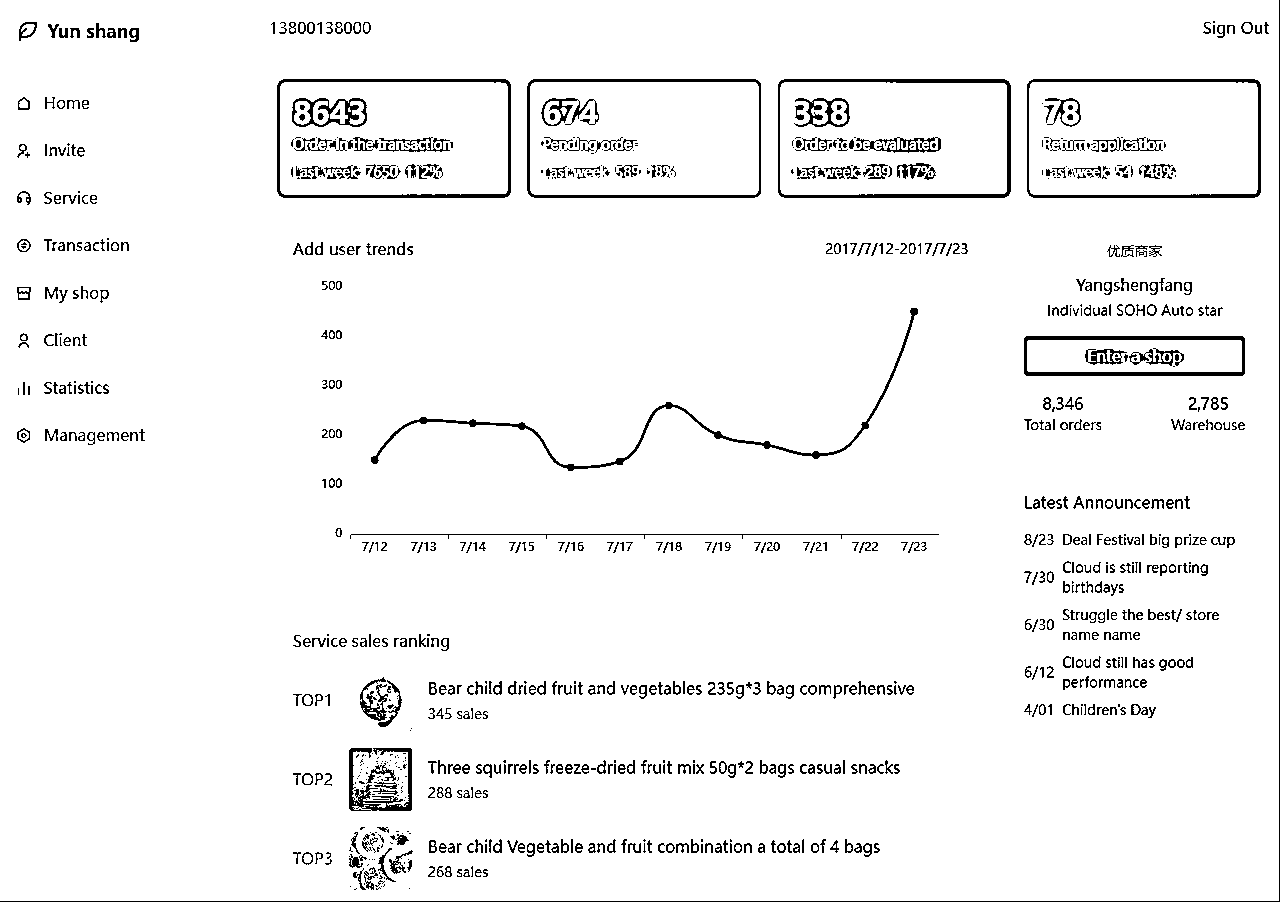 Yun shang
13800138000
Sign Out
Home
Invite
Service
Transaction
My shop
Client
Statistics
Management
8643
Order in the transaction
Last week 7650 112%
674
Pending order
Last week 589 18%
338
Order to be evaluated
Last week 289 117%
78
Return application
Last week 54 148%
Add user trends
2017/7/12-2017/7/23
500
400
300
200
100
0
7/12 7/13 7/14 7/15 7/16 7/17 7/18 7/19 7/20 7/21 7/22 7/23
优质商家
Yangshengfang
Individual SOHO Auto star
Enter a shop
8,346
Total orders
2,785
Warehouse
Latest Announcement
8/23 Deal Festival big prize cup
7/30 Cloud is still reporting
birthdays
6/30 Struggle the best/ store
name name
6/12 Cloud still has good
performance
4/01 Children's Day
Service sales ranking
TOP1
Bear child dried fruit and vegetables 235g*3 bag comprehensive
345 sales
TOP2
Three squirrels freeze-dried fruit mix 50g*2 bags casual snacks
288 sales
TOP3
Bear child Vegetable and fruit combination a total of 4 bags
268 sales